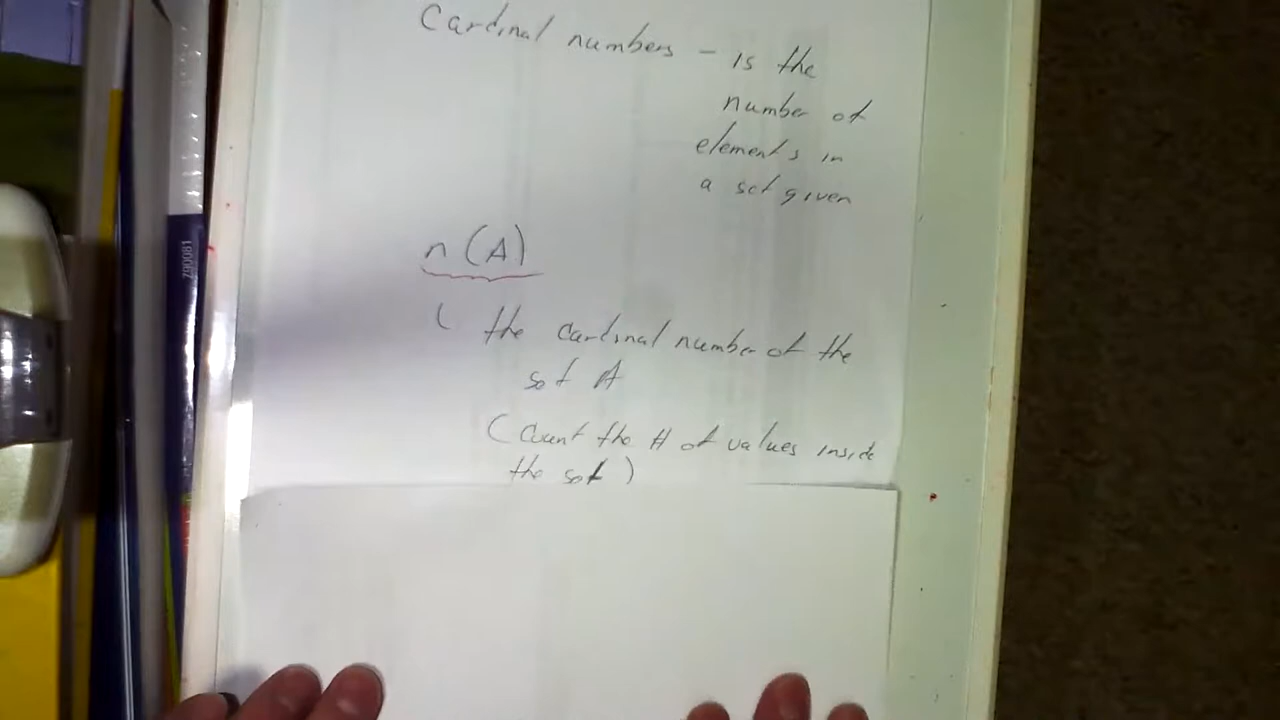 Cardinal numbers - is the
number of
elements in
a set given
n(A)
( the cardinal number of the
set A
(Count the # of values inside
the set)